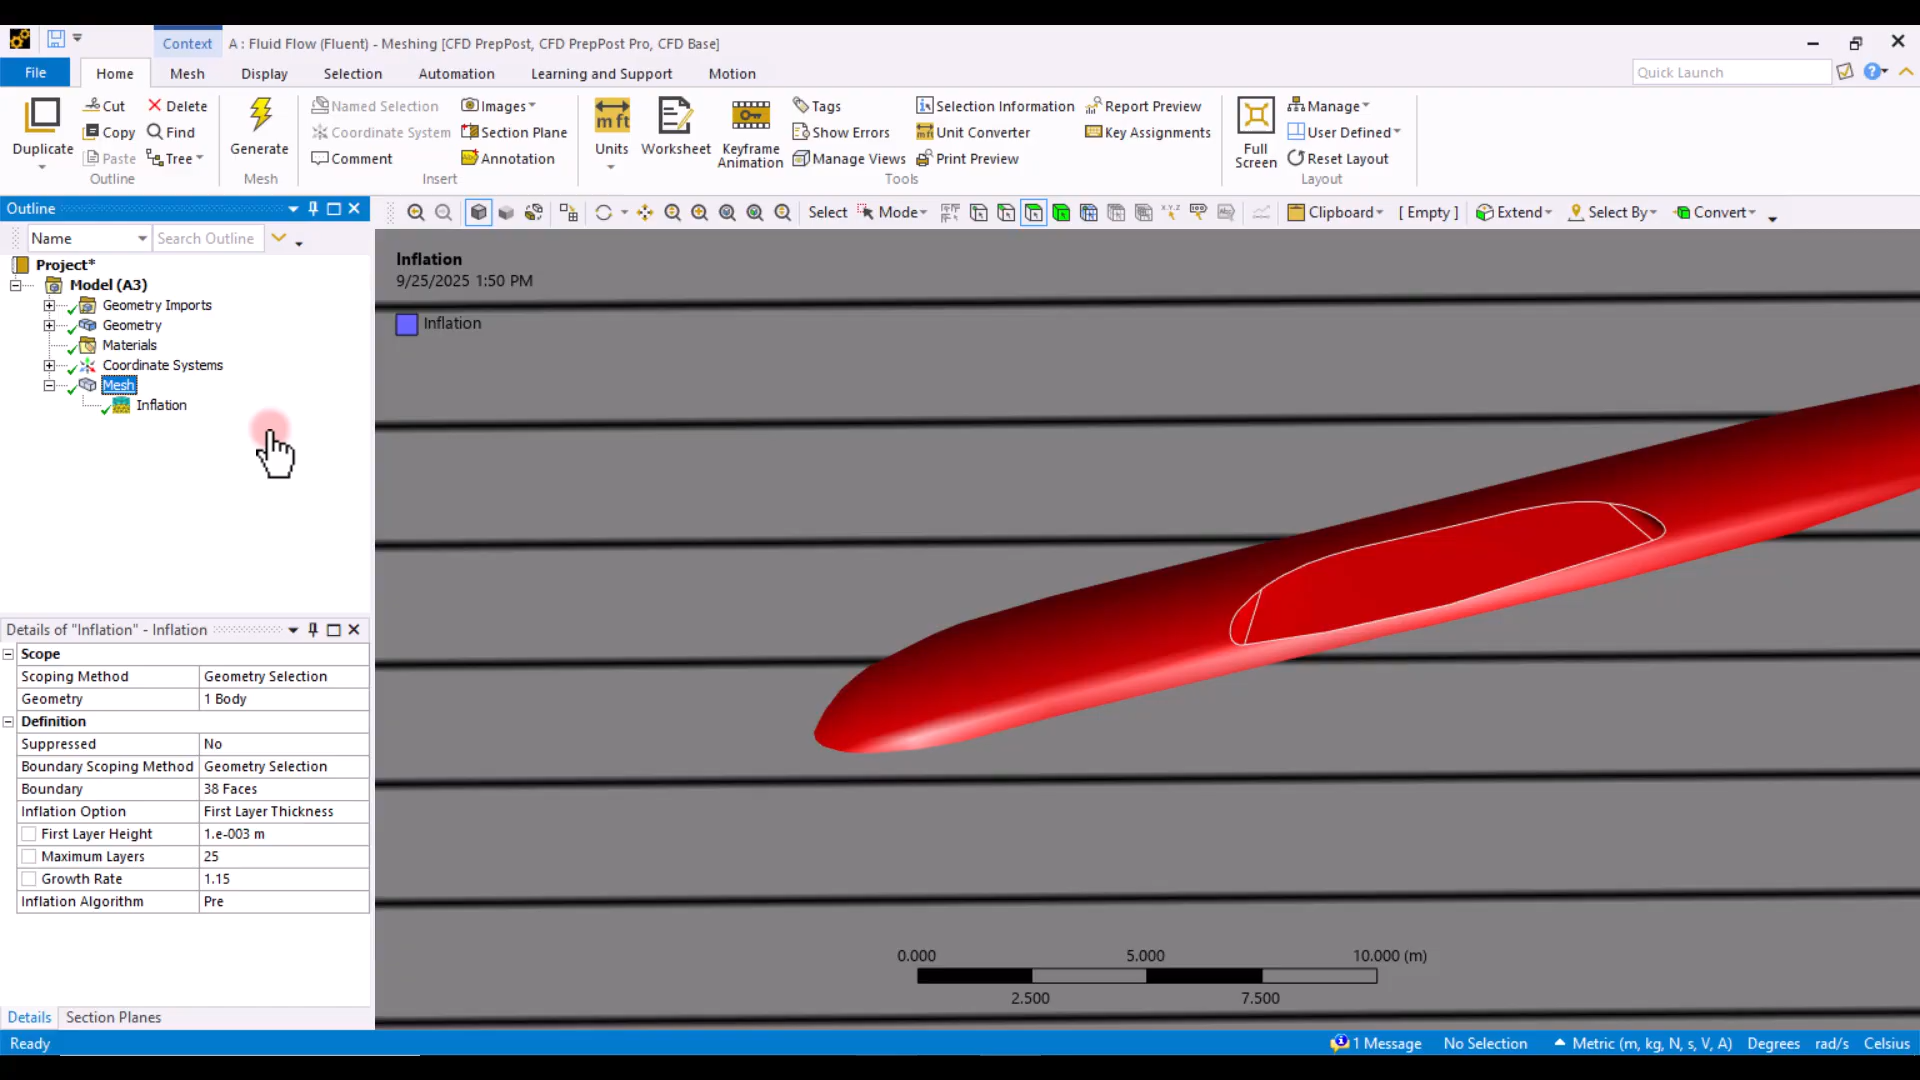 Context
A : Fluid Flow (Fluent) - Meshing [CFD PrepPost, CFD PrepPost Pro, CFD Base]
File
Home
Mesh
Display
Selection
Automation
Learning and Support
Motion
Quick Launch
Duplicate
Cut
Delete
Copy
Find
Paste
Tree
Outline
Generate
Mesh
Named Selection
Images
Coordinate System
Section Plane
Comment
Annotation
Insert
m ft
Units
Worksheet
Keyframe
Animation
Tags
Show Errors
Manage Views
Selection Information
Unit Converter
Print Preview
Report Preview
Key Assignments
Tools
Full
Screen
Manage
User Defined
Reset Layout
Layout
Outline
Name
Search Outline
Select
Mode
Clipboard
[ Empty ]
Extend
Select By
Convert
Project*
Model (A3)
Geometry Imports
Geometry
Materials
Coordinate Systems
Mesh
Inflation
Inflation
9/25/2025 1:50 PM
Inflation
Details of "Inflation" - Inflation
Scope
Scoping Method Geometry Selection
Geometry 1 Body
Definition
Suppressed No
Boundary Scoping Method Geometry Selection
Boundary 38 Faces
Inflation Option First Layer Thickness
First Layer Height 1.e-003 m
Maximum Layers 25
Growth Rate 1.15
Inflation Algorithm Pre
0.000 5.000 10.000 (m)
2.500 7.500
Details
Section Planes
Ready
1 Message
No Selection
Metric (m, kg, N, s, V, A)
Degrees
rad/s
Celsius